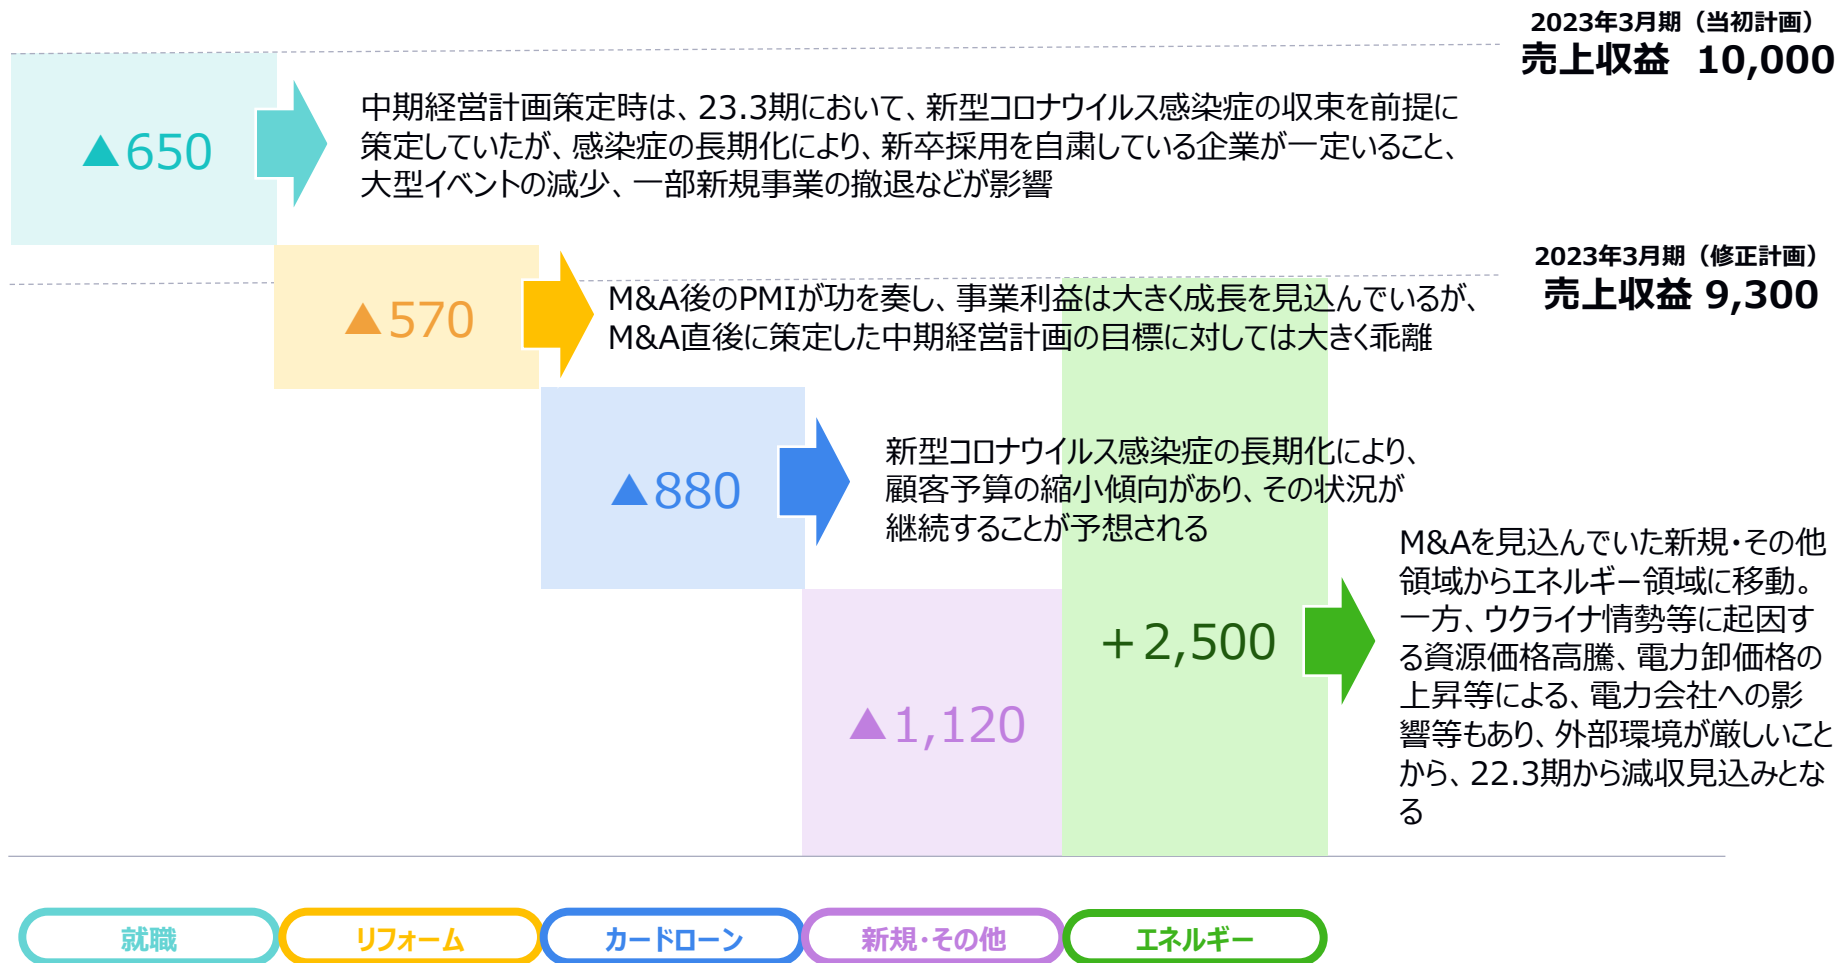 2023年3月期（当初計画）
売上収益 10,000
▲650
中期経営計画策定時は、23.3期において、新型コロナウイルス感染症の収束を前提に
策定していたが、感染症の長期化により、新卒採用を自粛している企業が一定いること、
大型イベントの減少、一部新規事業の撤退などが影響
2023年3月期（修正計画）
売上収益 9,300
▲570
M&A後のPMIが功を奏し、事業利益は大きく成長を見込んでいるが、
M&A直後に策定した中期経営計画の目標に対しては大きく乖離
▲880
新型コロナウイルス感染症の長期化により、
顧客予算の縮小傾向があり、その状況が
継続することが予想される
▲1,120
＋2,500
M&Aを見込んでいた新規・その他
領域からエネルギー領域に移動。
一方、ウクライナ情勢等に起因す
る資源価格高騰、電力卸価格の
上昇等による、電力会社への影
響等もあり、外部環境が厳しいこと
から、22.3期から減収見込みとな
る
就職
リフォーム
カードローン
新規・その他
エネルギー